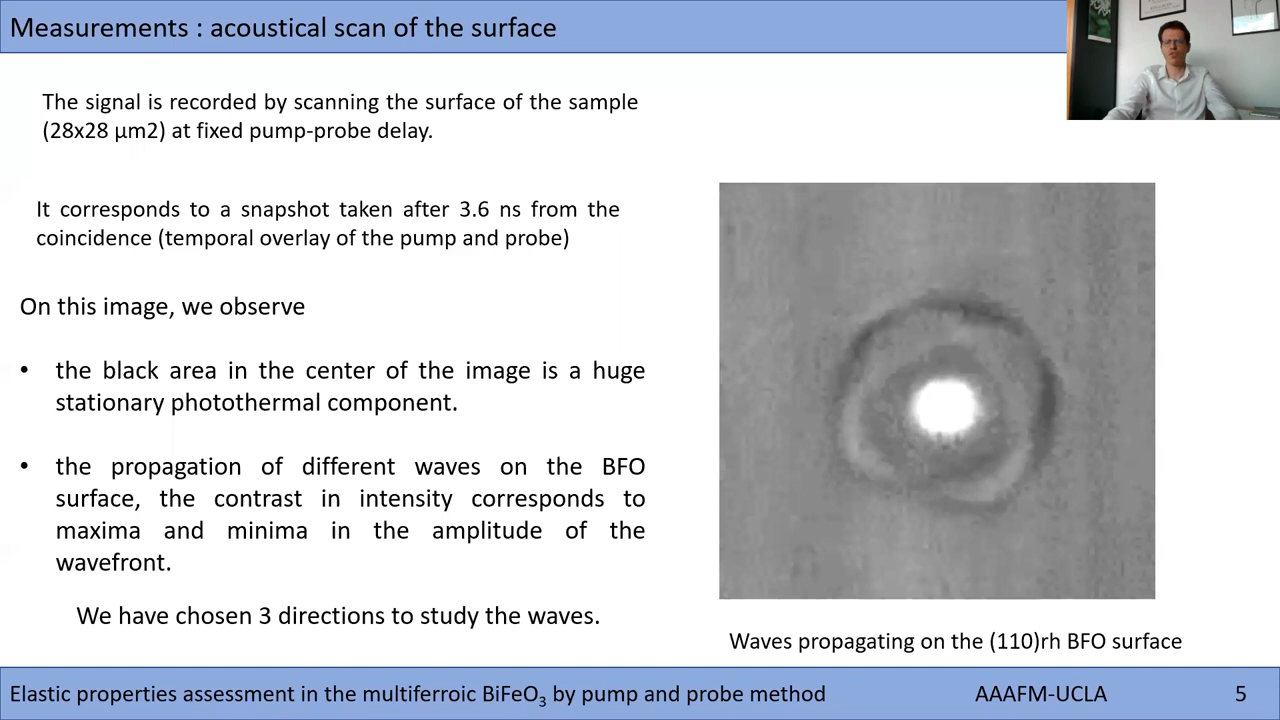 Measurements : acoustical scan of the surface
The signal is recorded by scanning the surface of the sample
(28x28 µm2) at fixed pump-probe delay.
It corresponds to a snapshot taken after 3.6 ns from the
coincidence (temporal overlay of the pump and probe)
On this image, we observe
• the black area in the center of the image is a huge
stationary photothermal component.
• the propagation of different waves on the BFO
surface, the contrast in intensity corresponds to
maxima and minima in the amplitude of the
wavefront.
We have chosen 3 directions to study the waves.
Waves propagating on the (110)rh BFO surface
Elastic properties assessment in the multiferroic BiFeO₃ by pump and probe method
AAAFM-UCLA
5